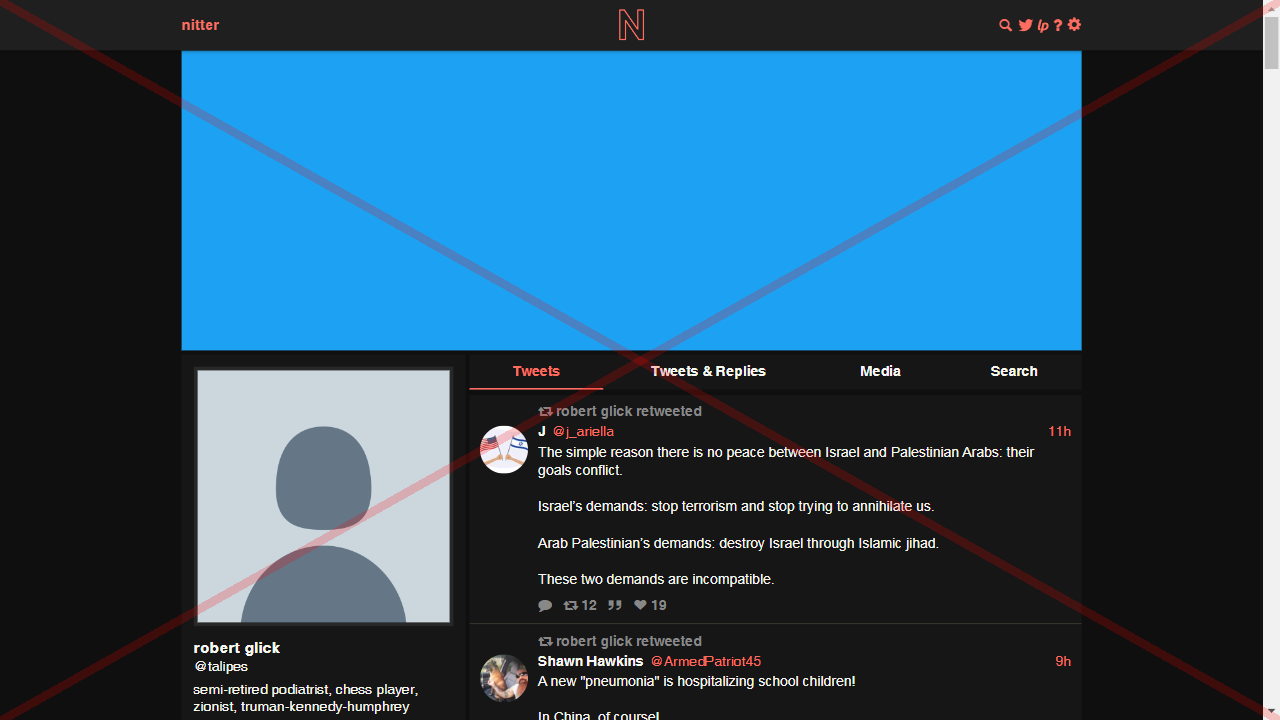 nitter
N
lp ?
Tweets
Tweets & Replies
Media
Search
robert glick
@talipes
semi-retired podiatrist, chess player,
zionist, truman-kennedy-humphrey
robert glick retweeted
J @j_ariella 11h
The simple reason there is no peace between Israel and Palestinian Arabs: their
goals conflict.
Israel’s demands: stop terrorism and stop trying to annihilate us.
Arab Palestinian’s demands: destroy Israel through Islamic jihad.
These two demands are incompatible.
12 19
robert glick retweeted
Shawn Hawkins @ArmedPatriot45 9h
A new "pneumonia" is hospitalizing school children!
In China, of course!